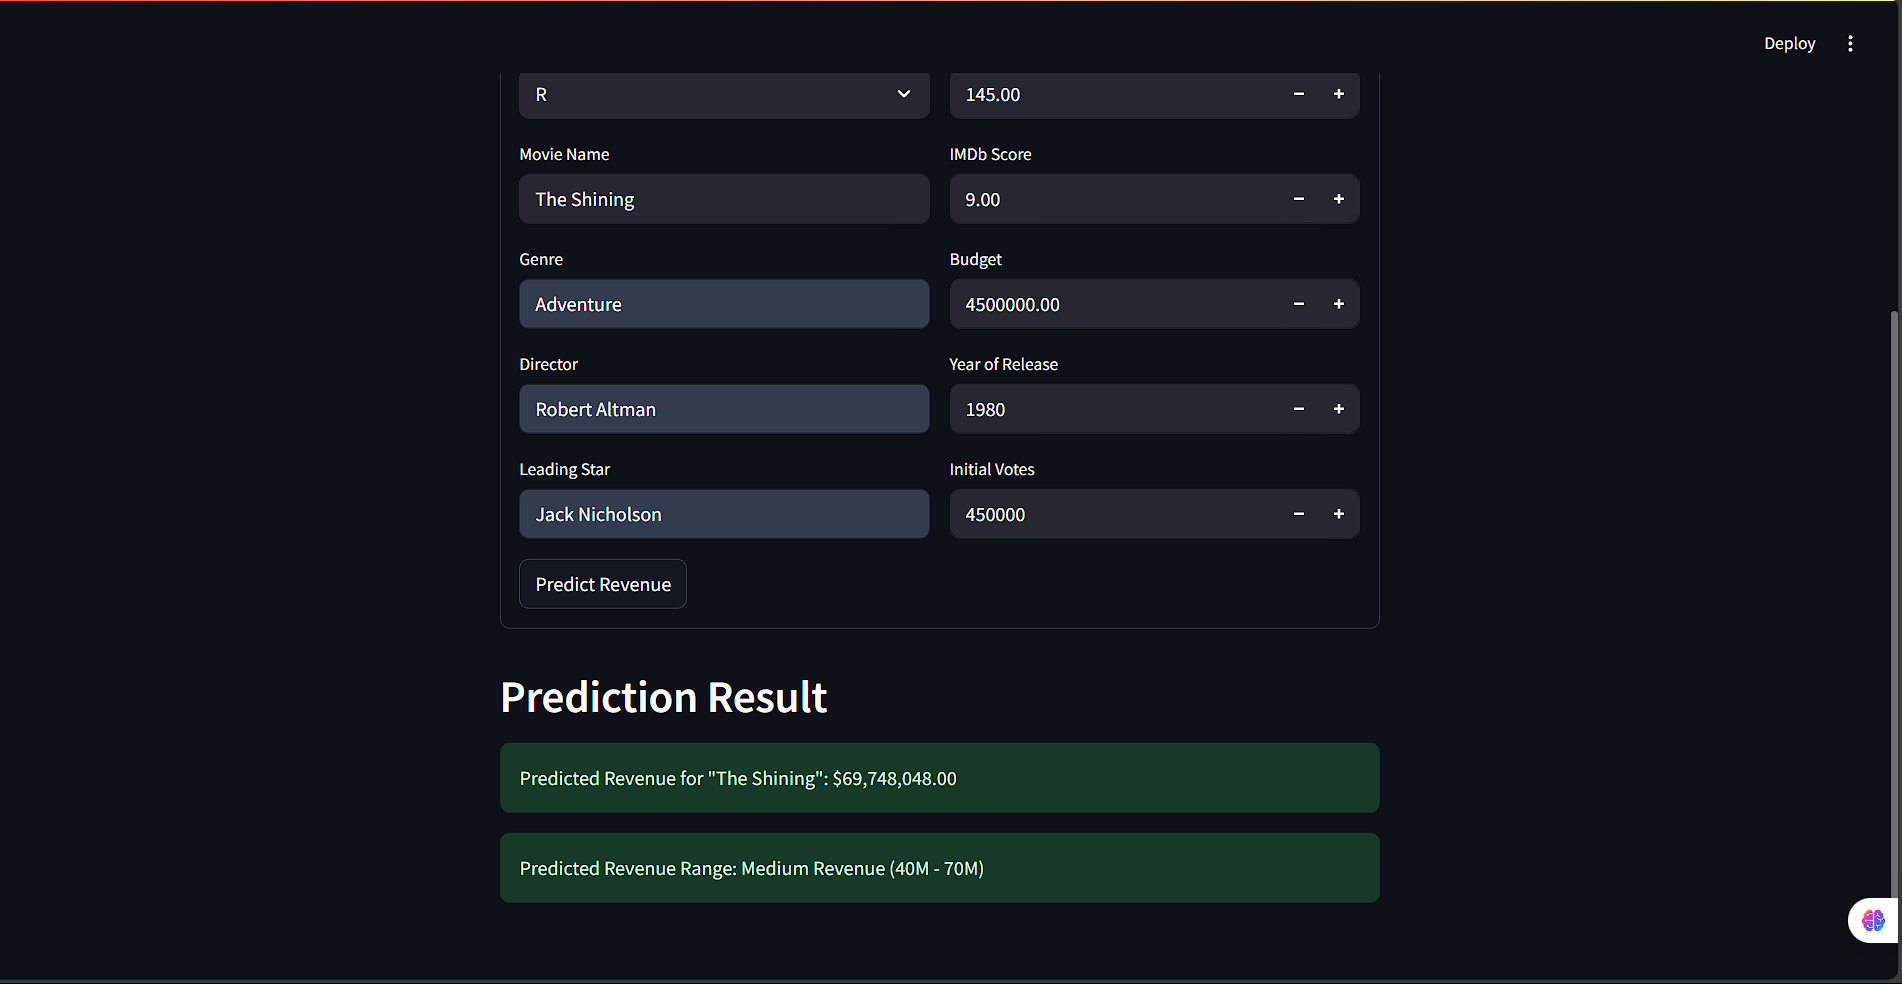 Deploy
R
145.00
Movie Name
IMDb Score
The Shining
9.00
Genre
Budget
Adventure
4500000.00
Director
Year of Release
Robert Altman
1980
Leading Star
Initial Votes
Jack Nicholson
450000
Predict Revenue
Prediction Result
Predicted Revenue for "The Shining": $69,748,048.00
Predicted Revenue Range: Medium Revenue (40M - 70M)